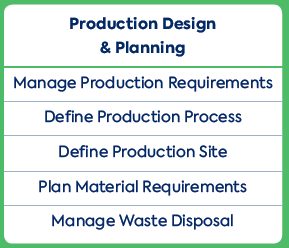 Production Design
& Planning
Manage Production Requirements
Define Production Process
Define Production Site
Plan Material Requirements
Manage Waste Disposal